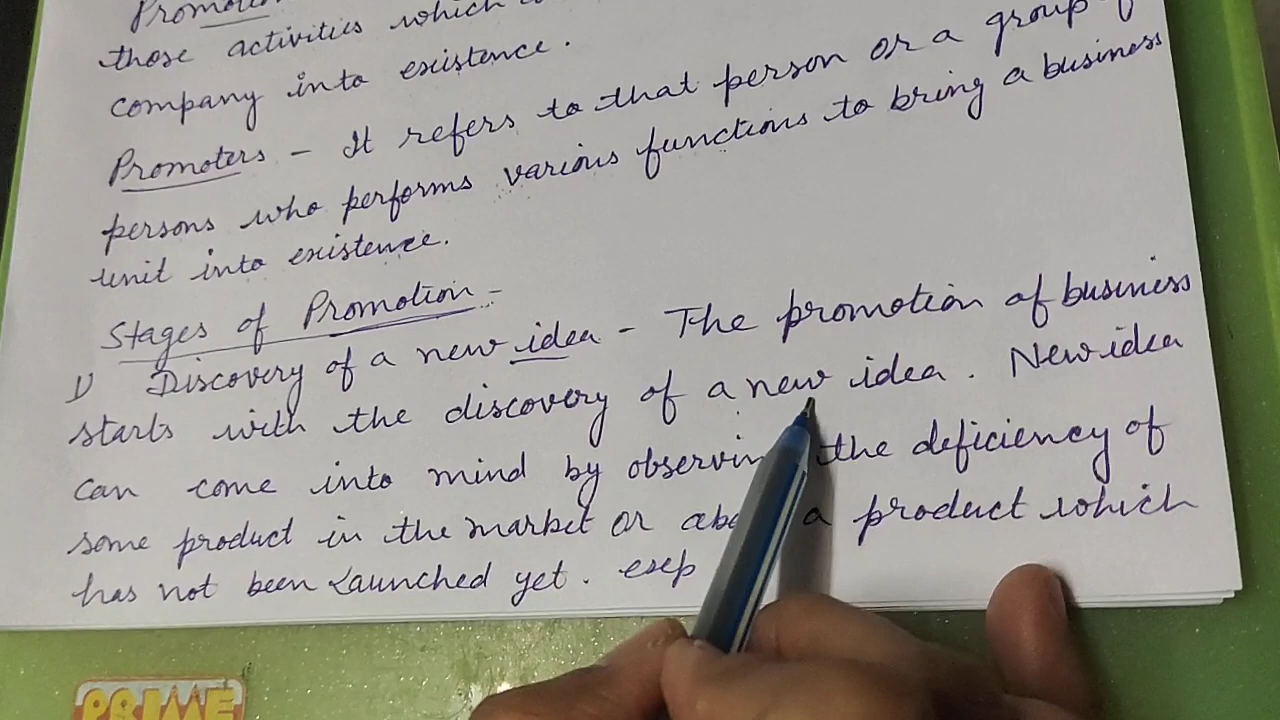 Promotion
those activities which
company into existence.
Promoters - It refers to that person or a group of
persons who performs various functions to bring a business
unit into existence.
Stages of Promotion -
1) Discovery of a new idea - The promotion of business
starts with the discovery of a new idea. New idea
can come into mind by observing the deficiency of
some product in the market or a product which
has not been Launched yet.
PRIME